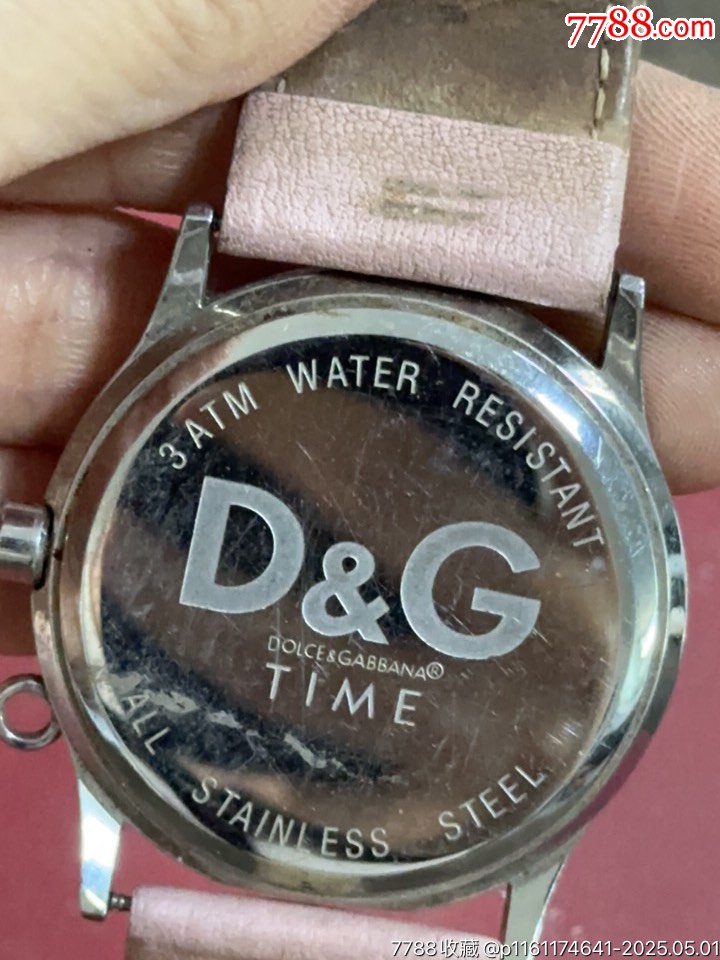 7788.com
3 ATM WATER RESISTANT
D&G
DOLCE&GABBANA®
TIME
ALL STAINLESS STEEL
7788收藏 @p1161174641-2025.05.01